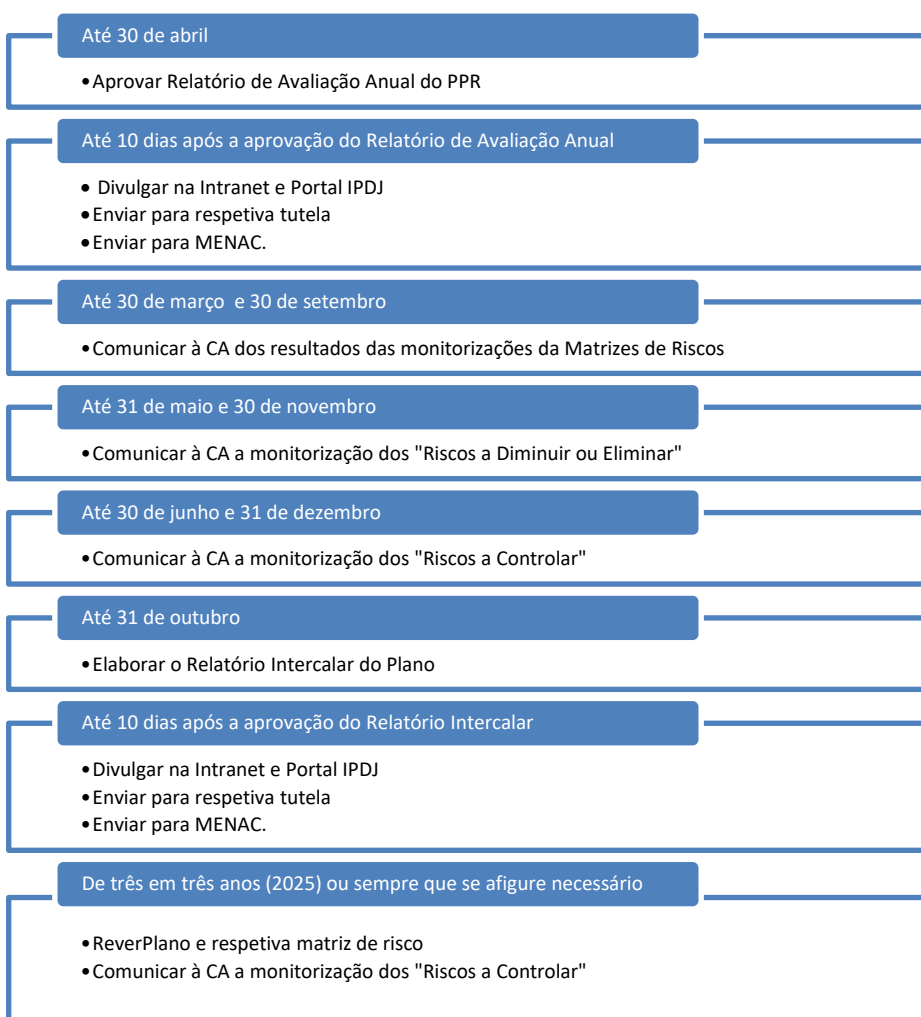 Até 30 de abril
•Aprovar Relatório de Avaliação Anual do PPR
Até 10 dias após a aprovação do Relatório de Avaliação Anual
• Divulgar na Intranet e Portal IPDJ
•Enviar para respetiva tutela
•Enviar para MENAC.
Até 30 de março  e 30 de setembro
•Comunicar à CA dos resultados das monitorizações da Matrizes de Riscos
Até 31 de maio e 30 de novembro
•Comunicar à CA a monitorização dos "Riscos a Diminuir ou Eliminar"
Até 30 de junho e 31 de dezembro
•Comunicar à CA a monitorização dos "Riscos a Controlar"
Até 31 de outubro
•Elaborar o Relatório Intercalar do Plano
Até 10 dias após a aprovação do Relatório Intercalar
•Divulgar na Intranet e Portal IPDJ
•Enviar para respetiva tutela
•Enviar para MENAC.
De três em três anos (2025) ou sempre que se afigure necessário
•ReverPlano e respetiva matriz de risco
•Comunicar à CA a monitorização dos "Riscos a Controlar"